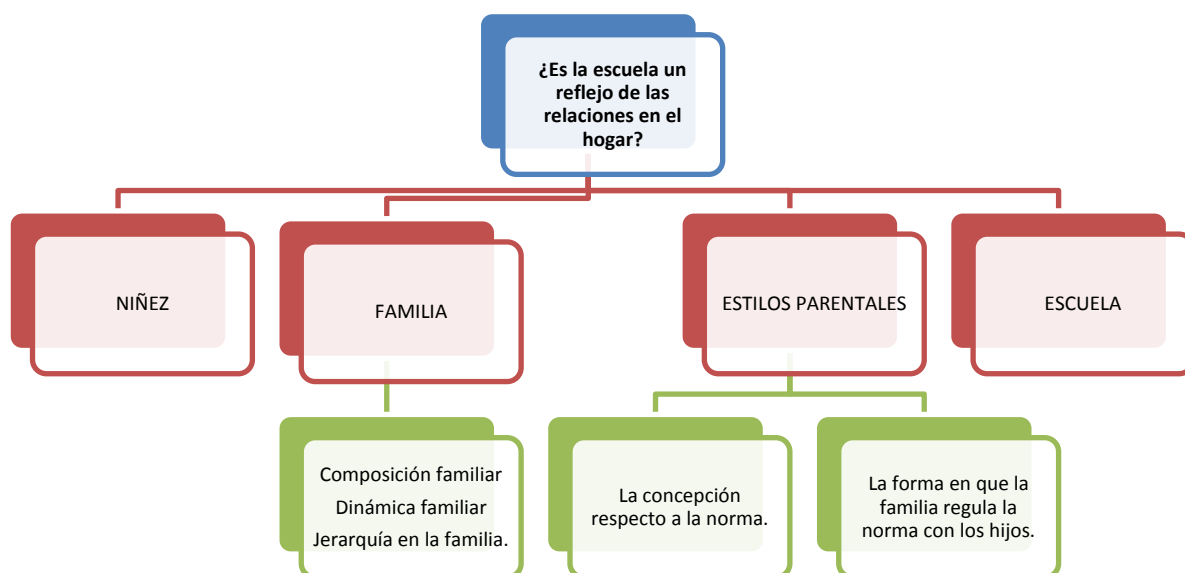 ¿Es la escuela un
reflejo de las
relaciones en el
hogar?
NIÑEZ
FAMILIA
ESTILOS PARENTALES
ESCUELA
Composición familiar
Dinámica familiar
Jerarquía en la familia.
La concepción
respecto a la norma.
La forma en que la
familia regula la
norma con los hijos.